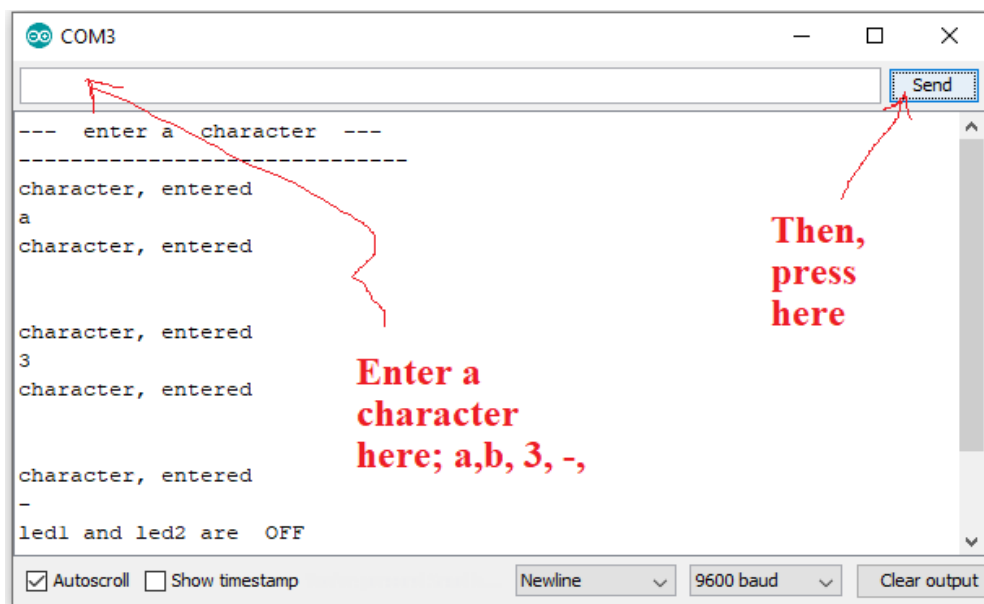 COM3
Send
---  enter a  character  ---
------------------------------
character, entered
a
character, entered
character, entered
3
character, entered
character, entered
-
led1 and led2 are  OFF
Then,
press
here
Enter a
character
here; a,b, 3, -,
Autoscroll Show timestamp Newline 9600 baud Clear output